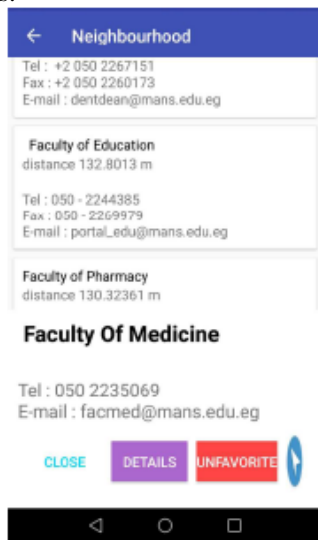 Neighbourhood
Tel : +2 050 2267151
Fax : +2 050 2260173
E-mail : dentdean@mans.edu.eg
Faculty of Education
distance 132.8013 m
Tel : 050 - 2244385
Fax : 050 - 2269979
E-mail : portal_edu@mans.edu.eg
Faculty of Pharmacy
distance 130.32361 m
Faculty Of Medicine
Tel : 050 2235069
E-mail : facmed@mans.edu.eg
CLOSE DETAILS UNFAVORITE